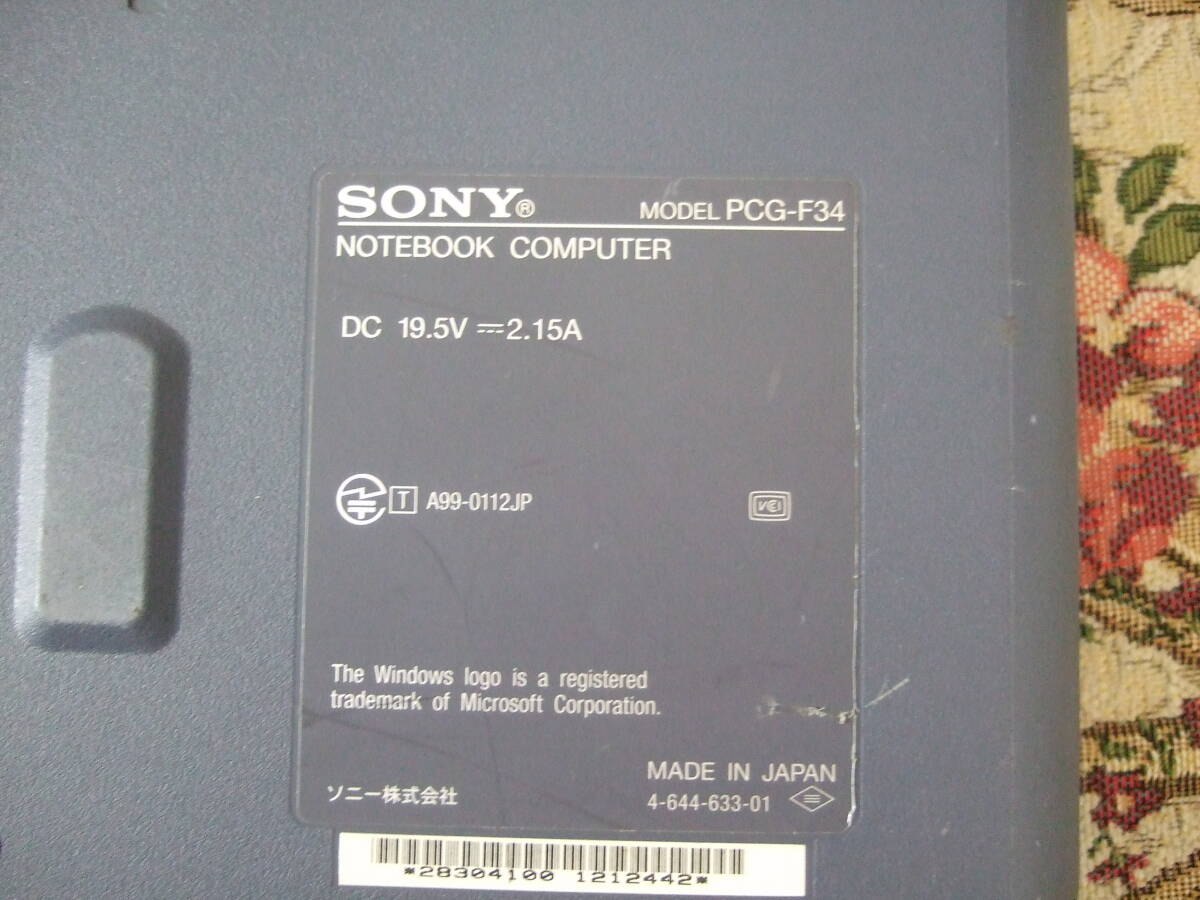 SONY® MODEL PCG-F34
NOTEBOOK COMPUTER
DC 19.5V ⎓2.15A
T A99-0112JP VCI
The Windows logo is a registered
trademark of Microsoft Corporation.
MADE IN JAPAN
ソニー株式会社 4-644-633-01
*28304100 1212442*